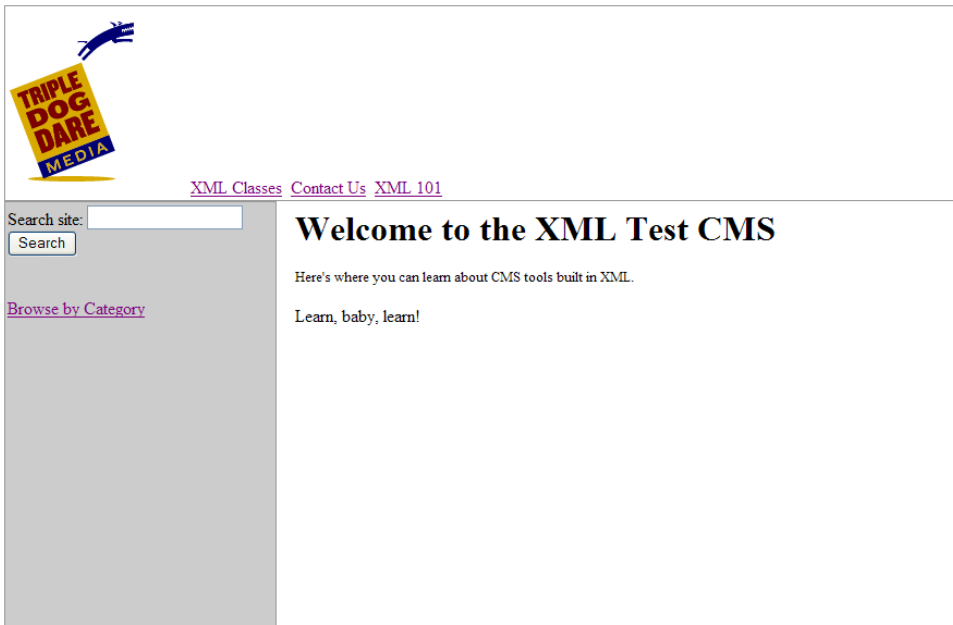 TRIPLE
DOG
DARE
MEDIA
XML Classes Contact Us XML 101
Search site:
Search
Browse by Category
Welcome to the XML Test CMS
Here's where you can learn about CMS tools built in XML.
Learn, baby, learn!